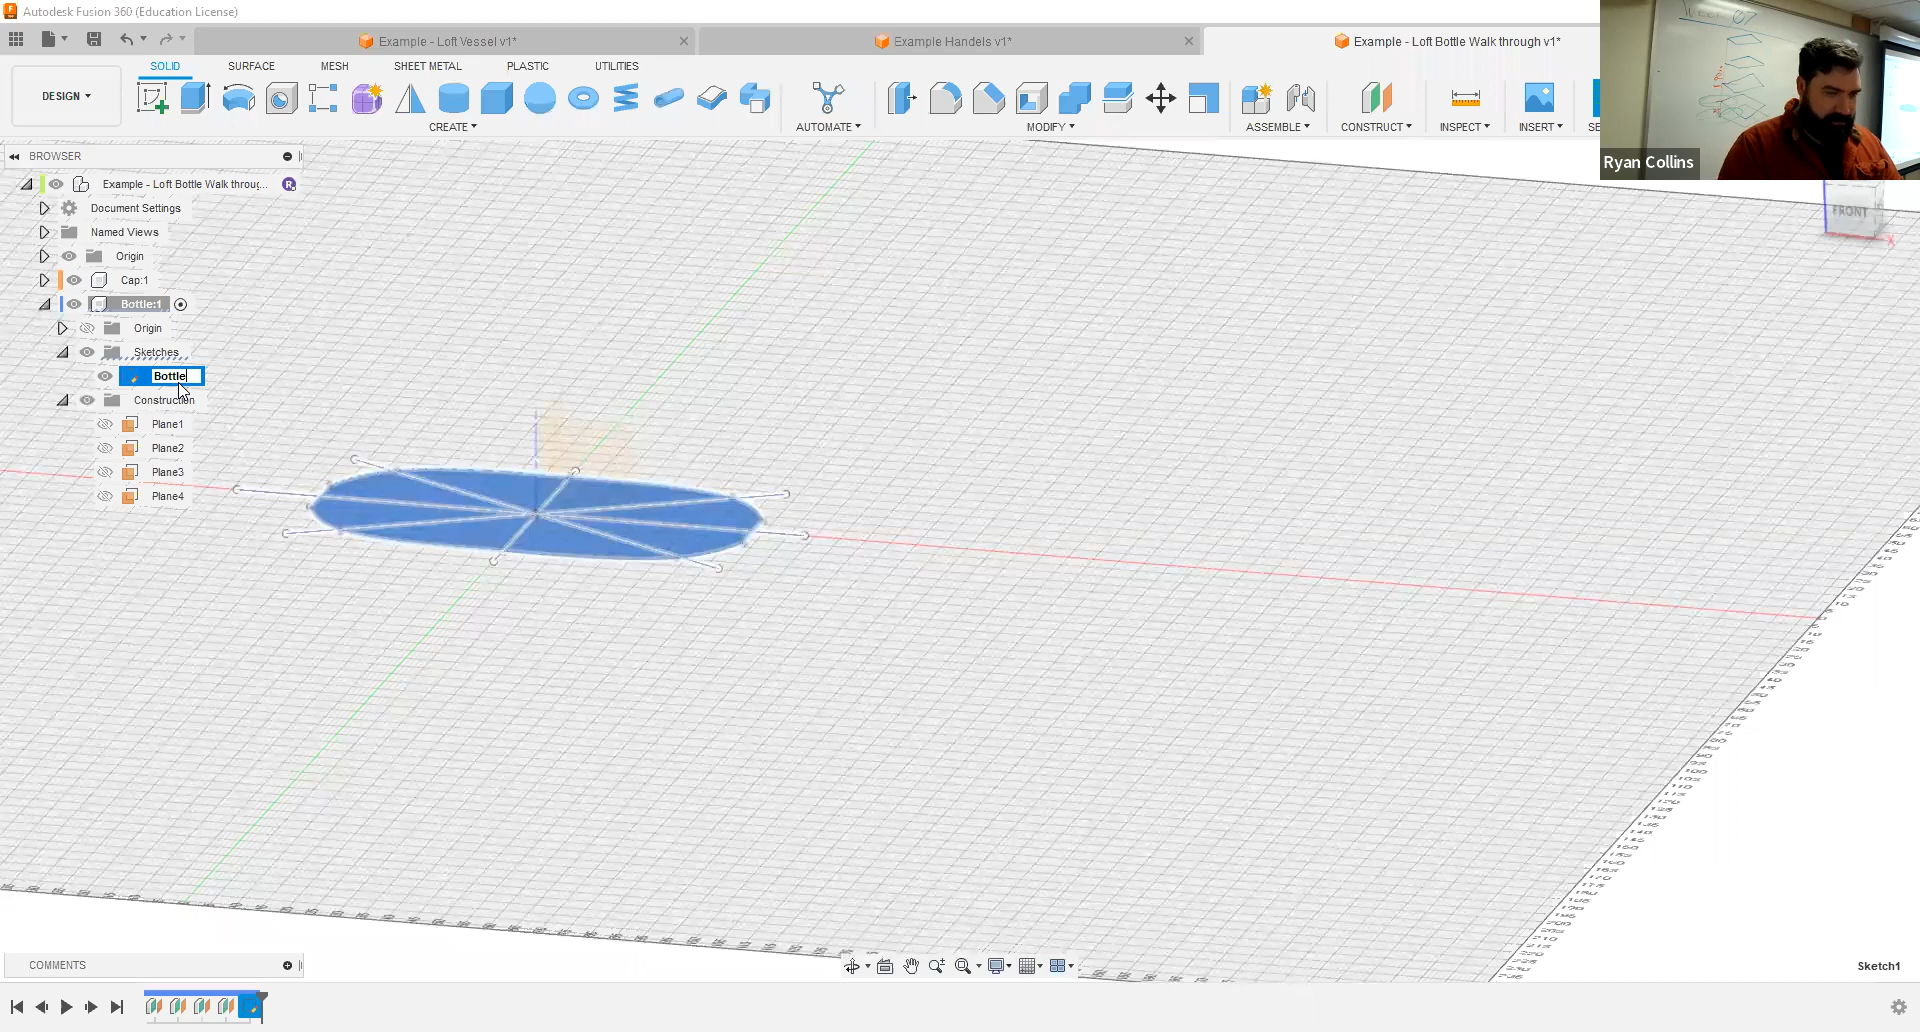 Autodesk Fusion 360 (Education License)
Example - Loft Vessel v1*
Example Handels v1*
Example - Loft Bottle Walk through v1*
DESIGN
SOLID
SURFACE
MESH
SHEET METAL
PLASTIC
UTILITIES
CREATE
AUTOMATE
MODIFY
ASSEMBLE
CONSTRUCT
INSPECT
INSERT
SE
Ryan Collins
FRONT
X
BROWSER
Example - Loft Bottle Walk throug...
R
Document Settings
Named Views
Origin
Cap:1
Bottle:1
Origin
Sketches
Bottle
Construction
Plane1
Plane2
Plane3
Plane4
COMMENTS
Sketch1